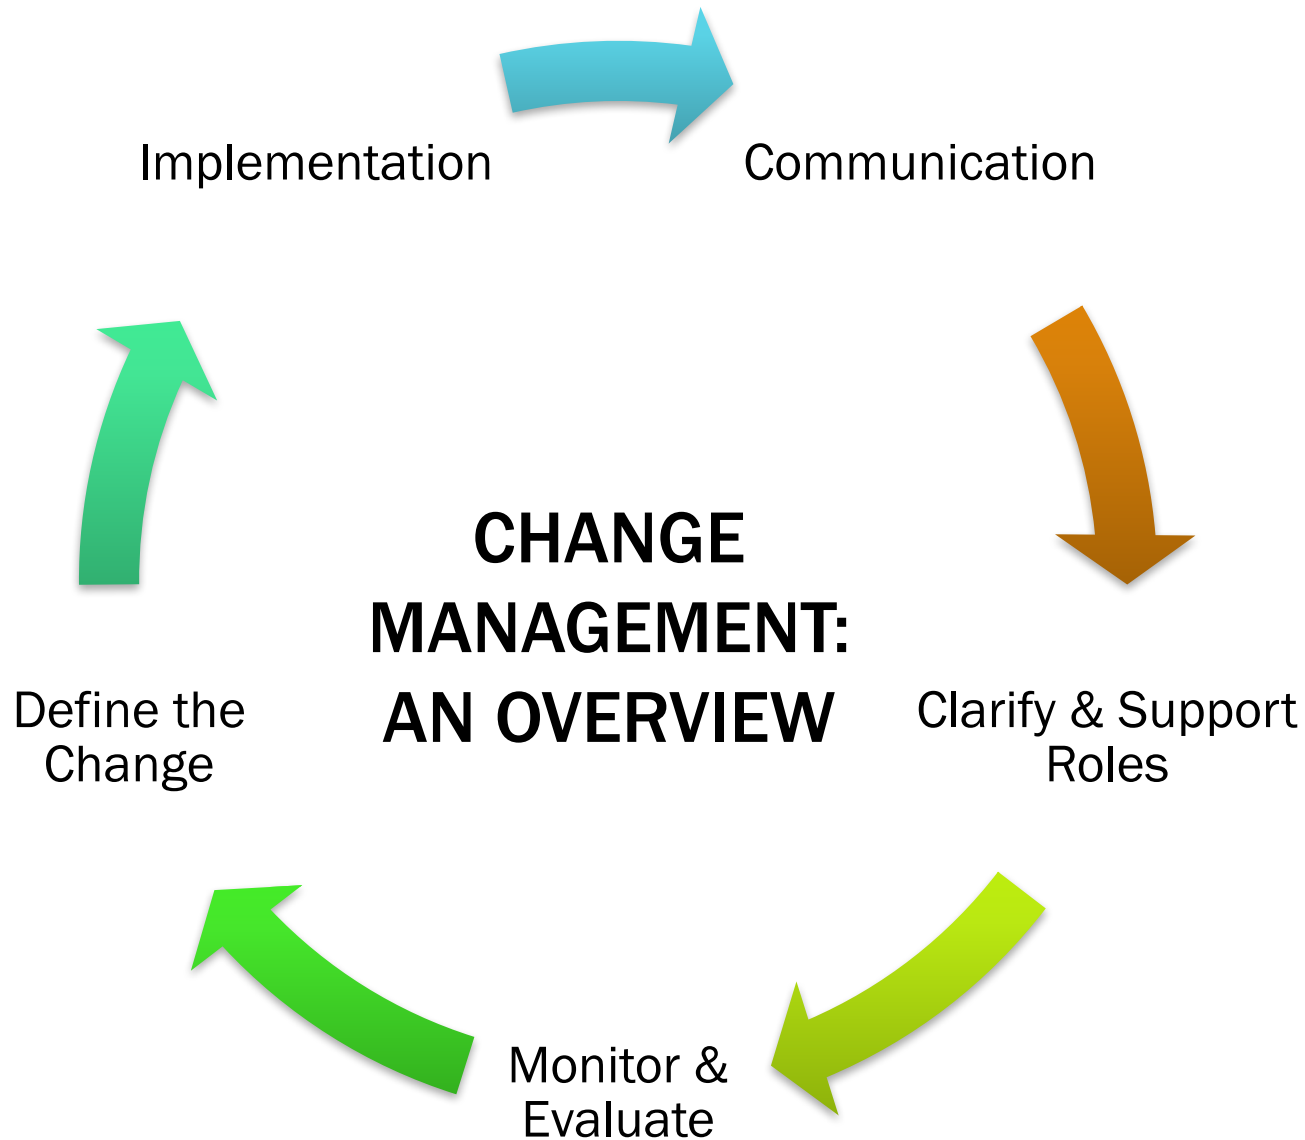 Implementation
Communication
CHANGE
MANAGEMENT:
AN OVERVIEW
Define the
Change
Clarify & Support
Roles
Monitor &
Evaluate